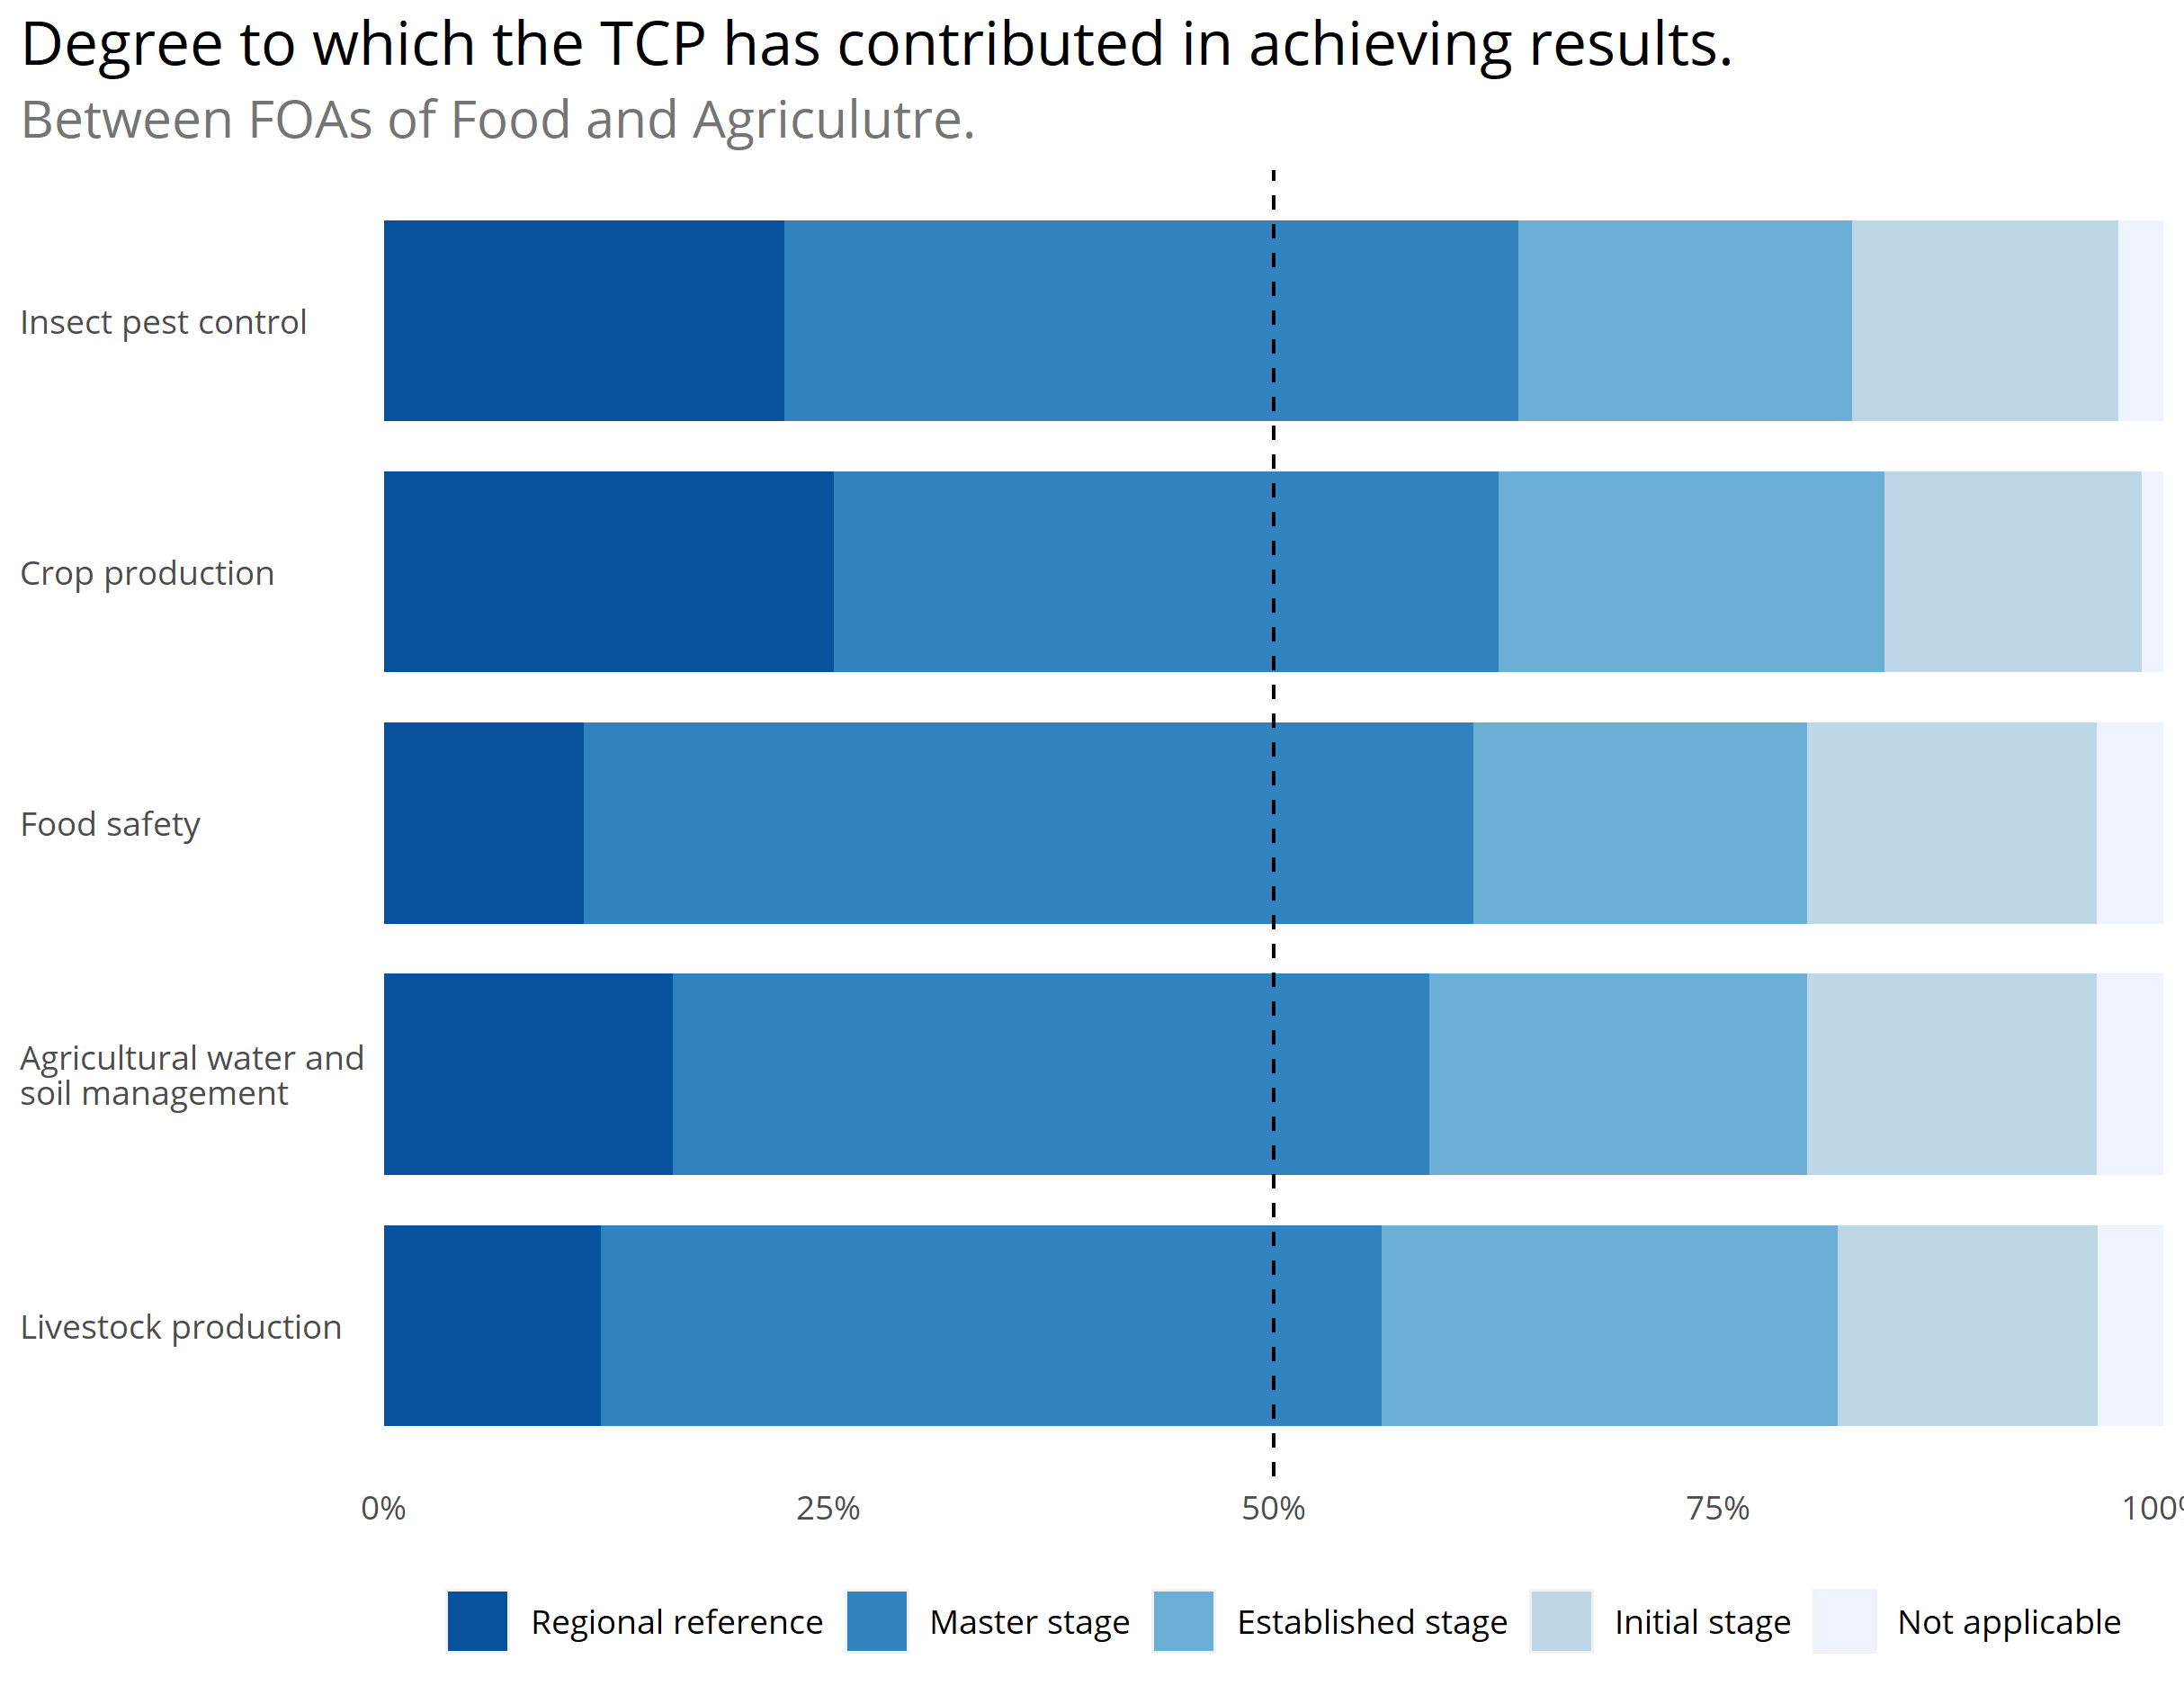 Degree to which the TCP has contributed in achieving results.
Between FOAs of Food and Agriculutre.
Insect pest control
Crop production
Food safety
Agricultural water and
soil management
Livestock production
0% 25% 50% 75% 100%
Regional reference Master stage Established stage Initial stage Not applicable